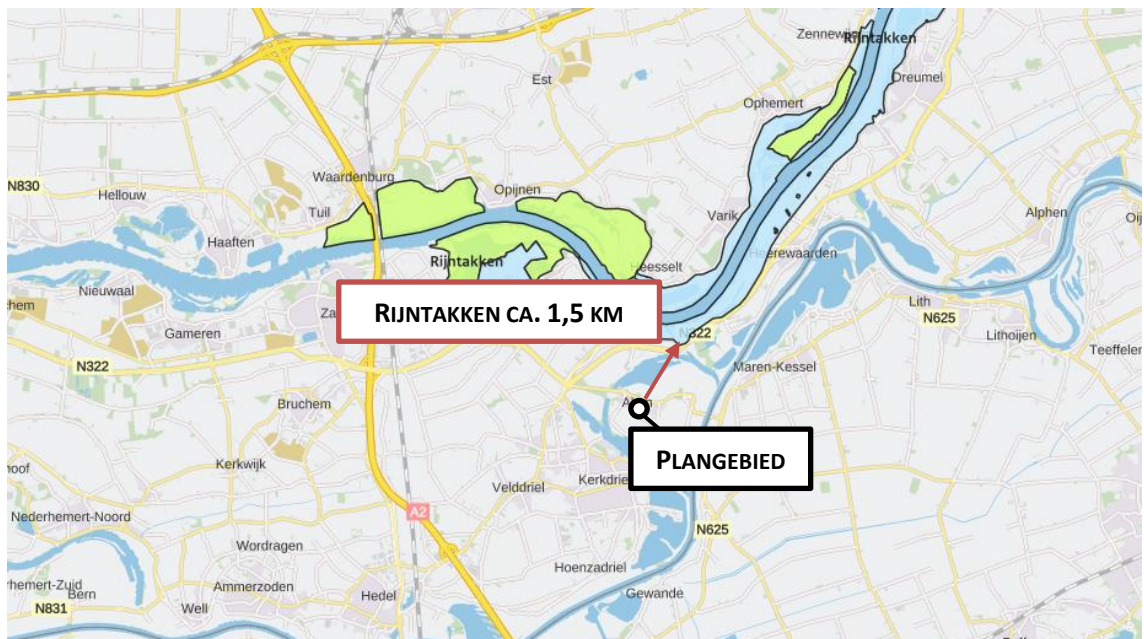 Zennewijnen
Rijntakken
Dreumel
Est
Ophemert
Waardenburg
Opijnen
N830
Hellouw
Tuil
Varik
Alphen
Haaften
Rijntakken
Heesselt
Heerewaarden
Nieuwaal
RIJNTAKKEN CA. 1,5 KM
Lith
N625
Gameren
N322
Lithoijen
Teeffelen
N322
Maren-Kessel
Bruchem
PLANGEBIED
Kerkwijk
Velddriel
Kerkdriel
A2
Nederhemert-Noord
N625
Wordragen
Hoenzadriel
Ammerzoden
Hedel
Gewande
Bern
N831
Well